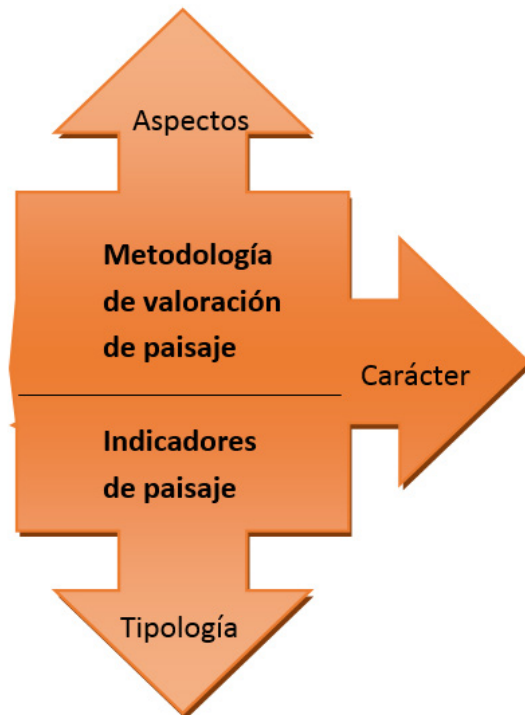 Aspectos
Metodología
de valoración
de paisaje
Carácter
Indicadores
de paisaje
Tipología